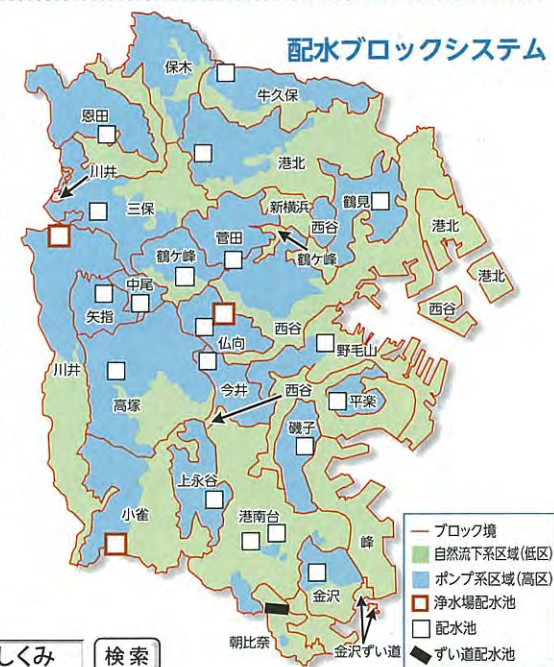 配水ブロックシステム
保木
牛久保
恩田
川井
港北
三保
新横浜
西谷
鶴見
港北
菅田
鶴ケ峰
鶴ケ峰
港北
中尾
矢指
西谷
西谷
仏向
野毛山
川井
今井
西谷
平楽
高塚
磯子
上永谷
小雀
港南台
峰
金沢
朝比奈
金沢ずい道
ブロック境
自然流下系区域(低区)
ポンプ系区域(高区)
浄水場配水池
配水池
ずい道配水池
しくみ 検索